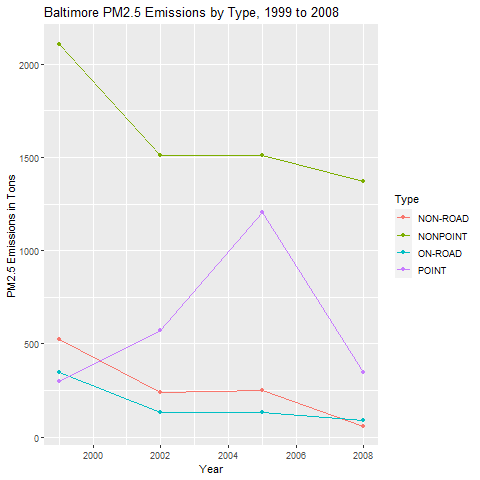 Baltimore PM2.5 Emissions by Type, 1999 to 2008
PM2.5 Emissions in Tons
2000
1500
1000
500
0
2000
2002
2004
2006
2008
Year
Type
NON-ROAD
NONPOINT
ON-ROAD
POINT